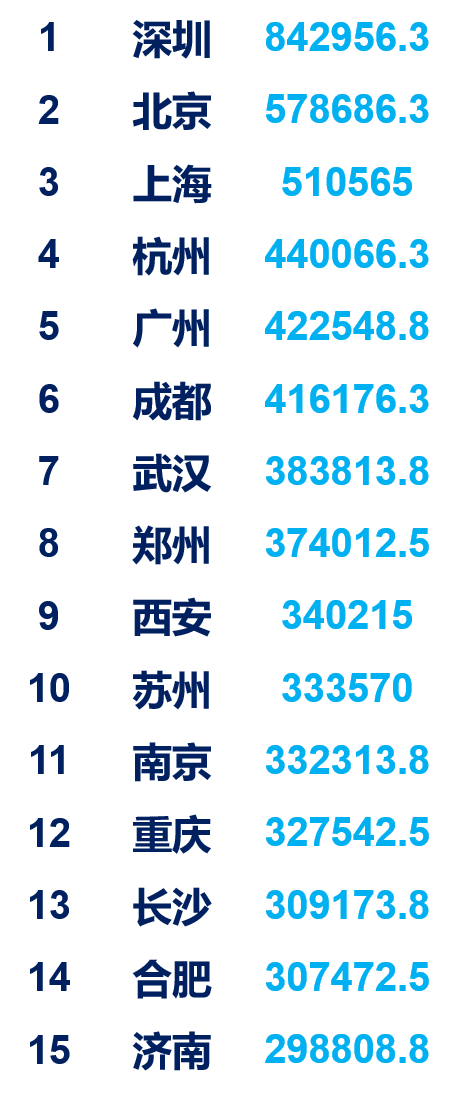 1 深圳 842956.3
2 北京 578686.3
3 上海 510565
4 杭州 440066.3
5 广州 422548.8
6 成都 416176.3
7 武汉 383813.8
8 郑州 374012.5
9 西安 340215
10 苏州 333570
11 南京 332313.8
12 重庆 327542.5
13 长沙 309173.8
14 合肥 307472.5
15 济南 298808.8